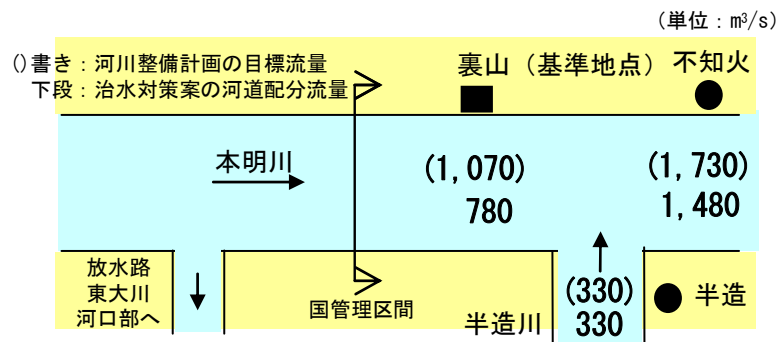 （単位：m³/s）
()書き：河川整備計画の目標流量
下段：治水対策案の河道配分流量
裏山（基準地点）
不知火
本明川
(1,070)
780
(1,730)
1,480
放水路
東大川
河口部へ
国管理区間
半造川
(330)
330
半造